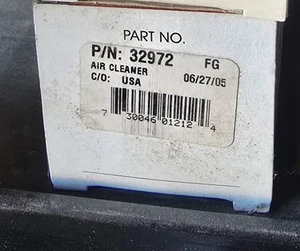 PART NO.
P/N: 32972 FG
AIR CLEANER 06/27/05
C/O: USA
7 30046 01212 4